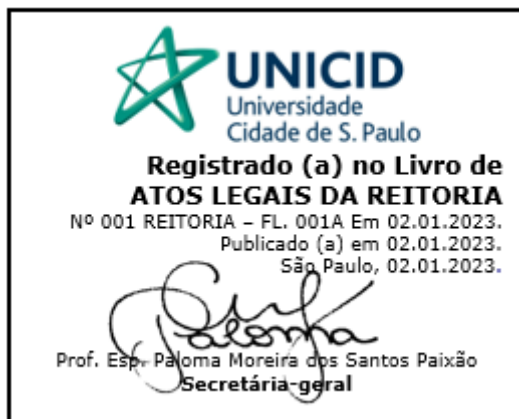 UNICID
Universidade
Cidade de S. Paulo
Registrado (a) no Livro de
ATOS LEGAIS DA REITORIA
Nº 001 REITORIA – FL. 001A Em 02.01.2023.
Publicado (a) em 02.01.2023.
São Paulo, 02.01.2023.
Paloma
Prof. Esp. Paloma Moreira dos Santos Paixão
Secretária-geral